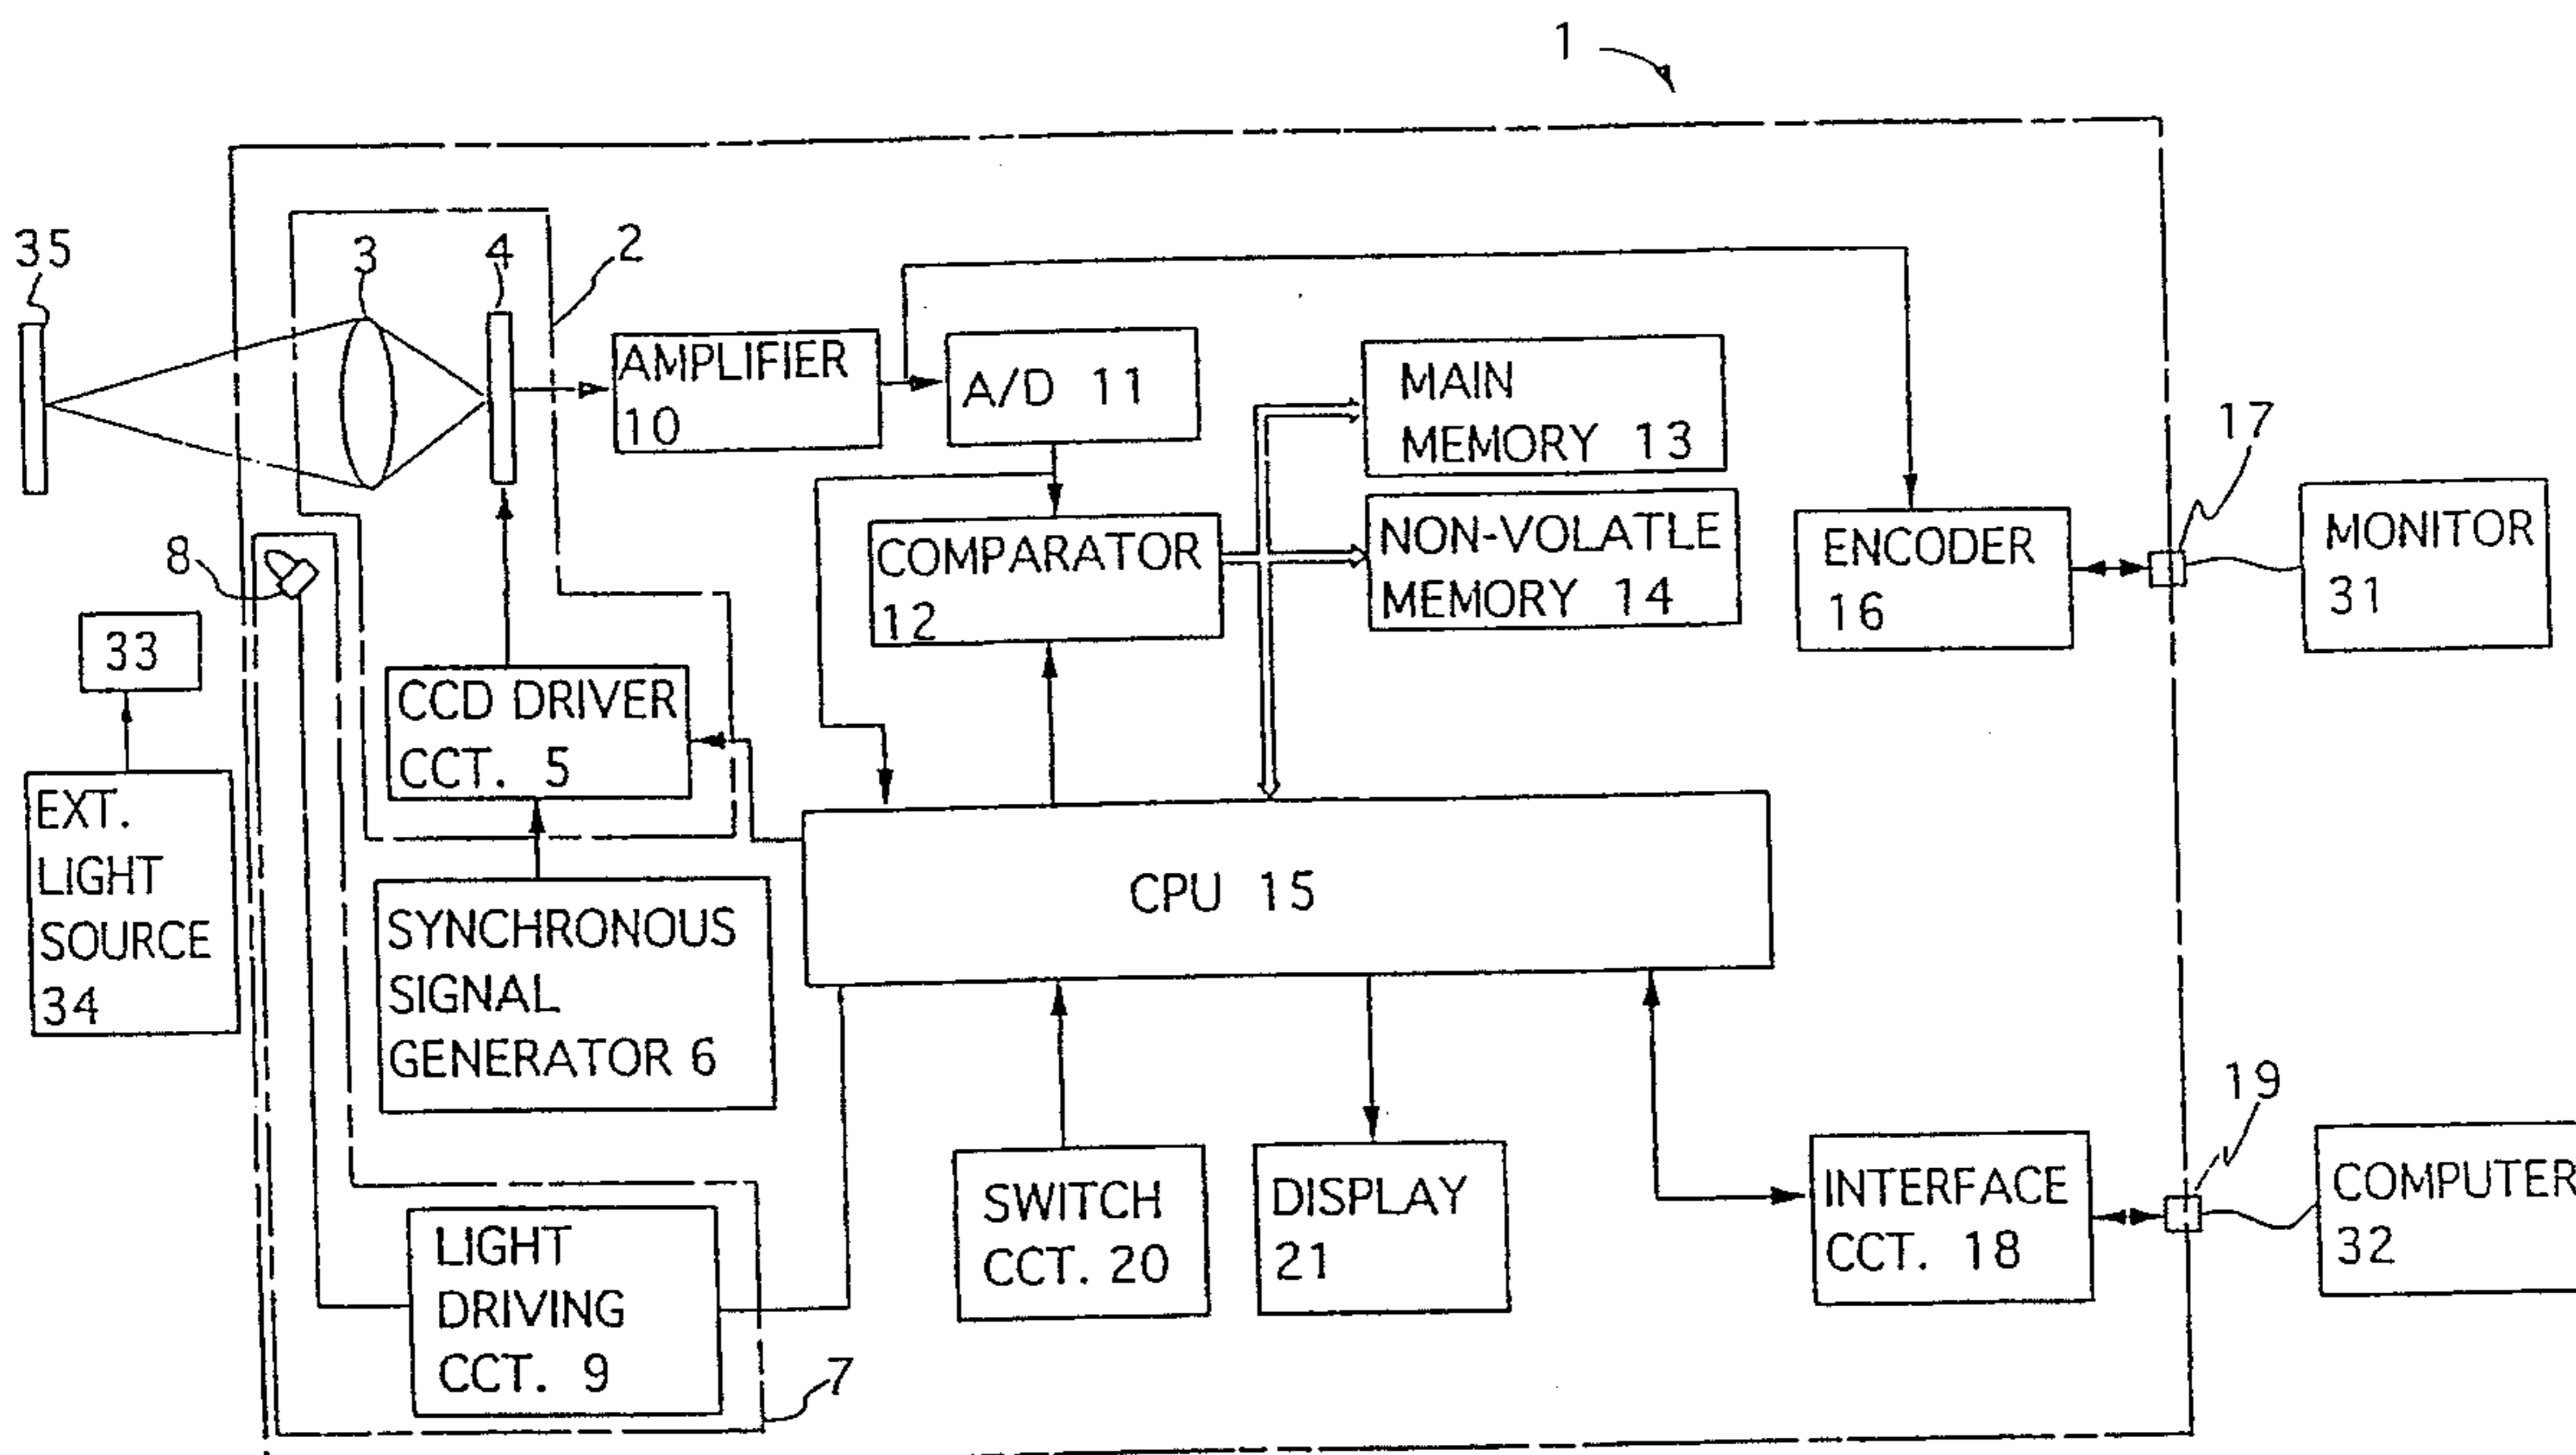 1
35
3
4
2
AMPLIFIER
10
A/D 11
MAIN
MEMORY 13
17
8
COMPARATOR
12
NON-VOLATLE
MEMORY 14
ENCODER
16
MONITOR
31
33
CCD DRIVER
CCT. 5
EXT.
LIGHT
SOURCE
34
CPU 15
SYNCHRONOUS
SIGNAL
GENERATOR 6
19
LIGHT
DRIVING
CCT. 9
SWITCH
CCT. 20
DISPLAY
21
INTERFACE
CCT. 18
COMPUTER
32
7